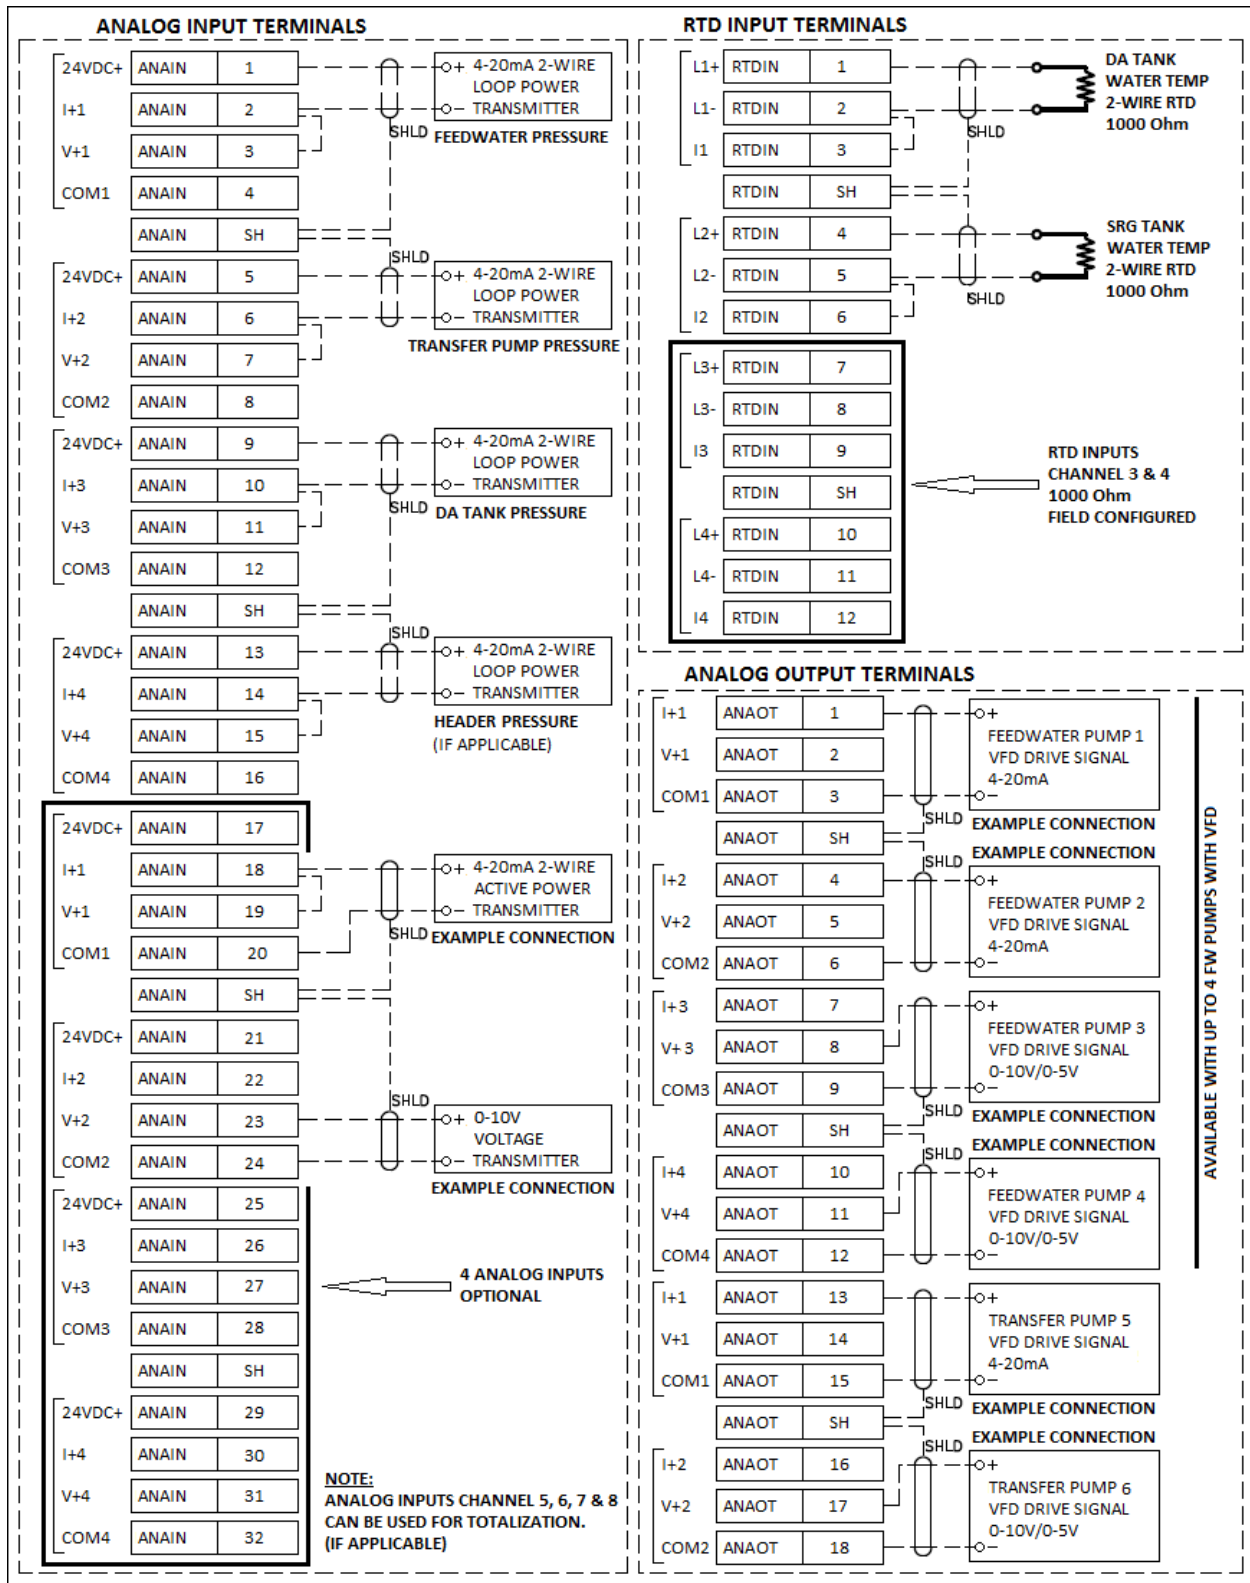 ANALOG INPUT TERMINALS
24VDC+ ANAIN 1
I+1 ANAIN 2
V+1 ANAIN 3
COM1 ANAIN 4
ANAIN SH
24VDC+ ANAIN 5
I+2 ANAIN 6
V+2 ANAIN 7
COM2 ANAIN 8
24VDC+ ANAIN 9
I+3 ANAIN 10
V+3 ANAIN 11
COM3 ANAIN 12
ANAIN SH
24VDC+ ANAIN 13
I+4 ANAIN 14
V+4 ANAIN 15
COM4 ANAIN 16
24VDC+ ANAIN 17
I+1 ANAIN 18
V+1 ANAIN 19
COM1 ANAIN 20
ANAIN SH
24VDC+ ANAIN 21
I+2 ANAIN 22
V+2 ANAIN 23
COM2 ANAIN 24
24VDC+ ANAIN 25
I+3 ANAIN 26
V+3 ANAIN 27
COM3 ANAIN 28
ANAIN SH
24VDC+ ANAIN 29
I+4 ANAIN 30
V+4 ANAIN 31
COM4 ANAIN 32
+ 4-20mA 2-WIRE
LOOP POWER
- TRANSMITTER
SHLD
FEEDWATER PRESSURE
SHLD
+ 4-20mA 2-WIRE
LOOP POWER
- TRANSMITTER
TRANSFER PUMP PRESSURE
+ 4-20mA 2-WIRE
LOOP POWER
- TRANSMITTER
SHLD
DA TANK PRESSURE
SHLD
+ 4-20mA 2-WIRE
LOOP POWER
- TRANSMITTER
HEADER PRESSURE
(IF APPLICABLE)
+ 4-20mA 2-WIRE
ACTIVE POWER
- TRANSMITTER
SHLD
EXAMPLE CONNECTION
SHLD
+ 0-10V
VOLTAGE
- TRANSMITTER
EXAMPLE CONNECTION
4 ANALOG INPUTS
OPTIONAL
NOTE:
ANALOG INPUTS CHANNEL 5, 6, 7 & 8
CAN BE USED FOR TOTALIZATION.
(IF APPLICABLE)
RTD INPUT TERMINALS
L1+ RTDIN 1
L1- RTDIN 2
I1 RTDIN 3
RTDIN SH
L2+ RTDIN 4
L2- RTDIN 5
I2 RTDIN 6
L3+ RTDIN 7
L3- RTDIN 8
I3 RTDIN 9
RTDIN SH
L4+ RTDIN 10
L4- RTDIN 11
I4 RTDIN 12
SHLD
DA TANK
WATER TEMP
2-WIRE RTD
1000 Ohm
SHLD
SRG TANK
WATER TEMP
2-WIRE RTD
1000 Ohm
RTD INPUTS
CHANNEL 3 & 4
1000 Ohm
FIELD CONFIGURED
ANALOG OUTPUT TERMINALS
I+1 ANAOT 1
V+1 ANAOT 2
COM1 ANAOT 3
ANAOT SH
I+2 ANAOT 4
V+2 ANAOT 5
COM2 ANAOT 6
I+3 ANAOT 7
V+3 ANAOT 8
COM3 ANAOT 9
ANAOT SH
I+4 ANAOT 10
V+4 ANAOT 11
COM4 ANAOT 12
I+1 ANAOT 13
V+1 ANAOT 14
COM1 ANAOT 15
ANAOT SH
I+2 ANAOT 16
V+2 ANAOT 17
COM2 ANAOT 18
+
FEEDWATER PUMP 1
VFD DRIVE SIGNAL
4-20mA
-
SHLD
EXAMPLE CONNECTION
EXAMPLE CONNECTION
SHLD
+
FEEDWATER PUMP 2
VFD DRIVE SIGNAL
4-20mA
-
+
FEEDWATER PUMP 3
VFD DRIVE SIGNAL
0-10V/0-5V
-
SHLD
EXAMPLE CONNECTION
EXAMPLE CONNECTION
SHLD
+
FEEDWATER PUMP 4
VFD DRIVE SIGNAL
0-10V/0-5V
-
+
TRANSFER PUMP 5
VFD DRIVE SIGNAL
4-20mA
-
SHLD
EXAMPLE CONNECTION
EXAMPLE CONNECTION
SHLD
+
TRANSFER PUMP 6
VFD DRIVE SIGNAL
0-10V/0-5V
-
AVAILABLE WITH UP TO 4 FW PUMPS WITH VFD